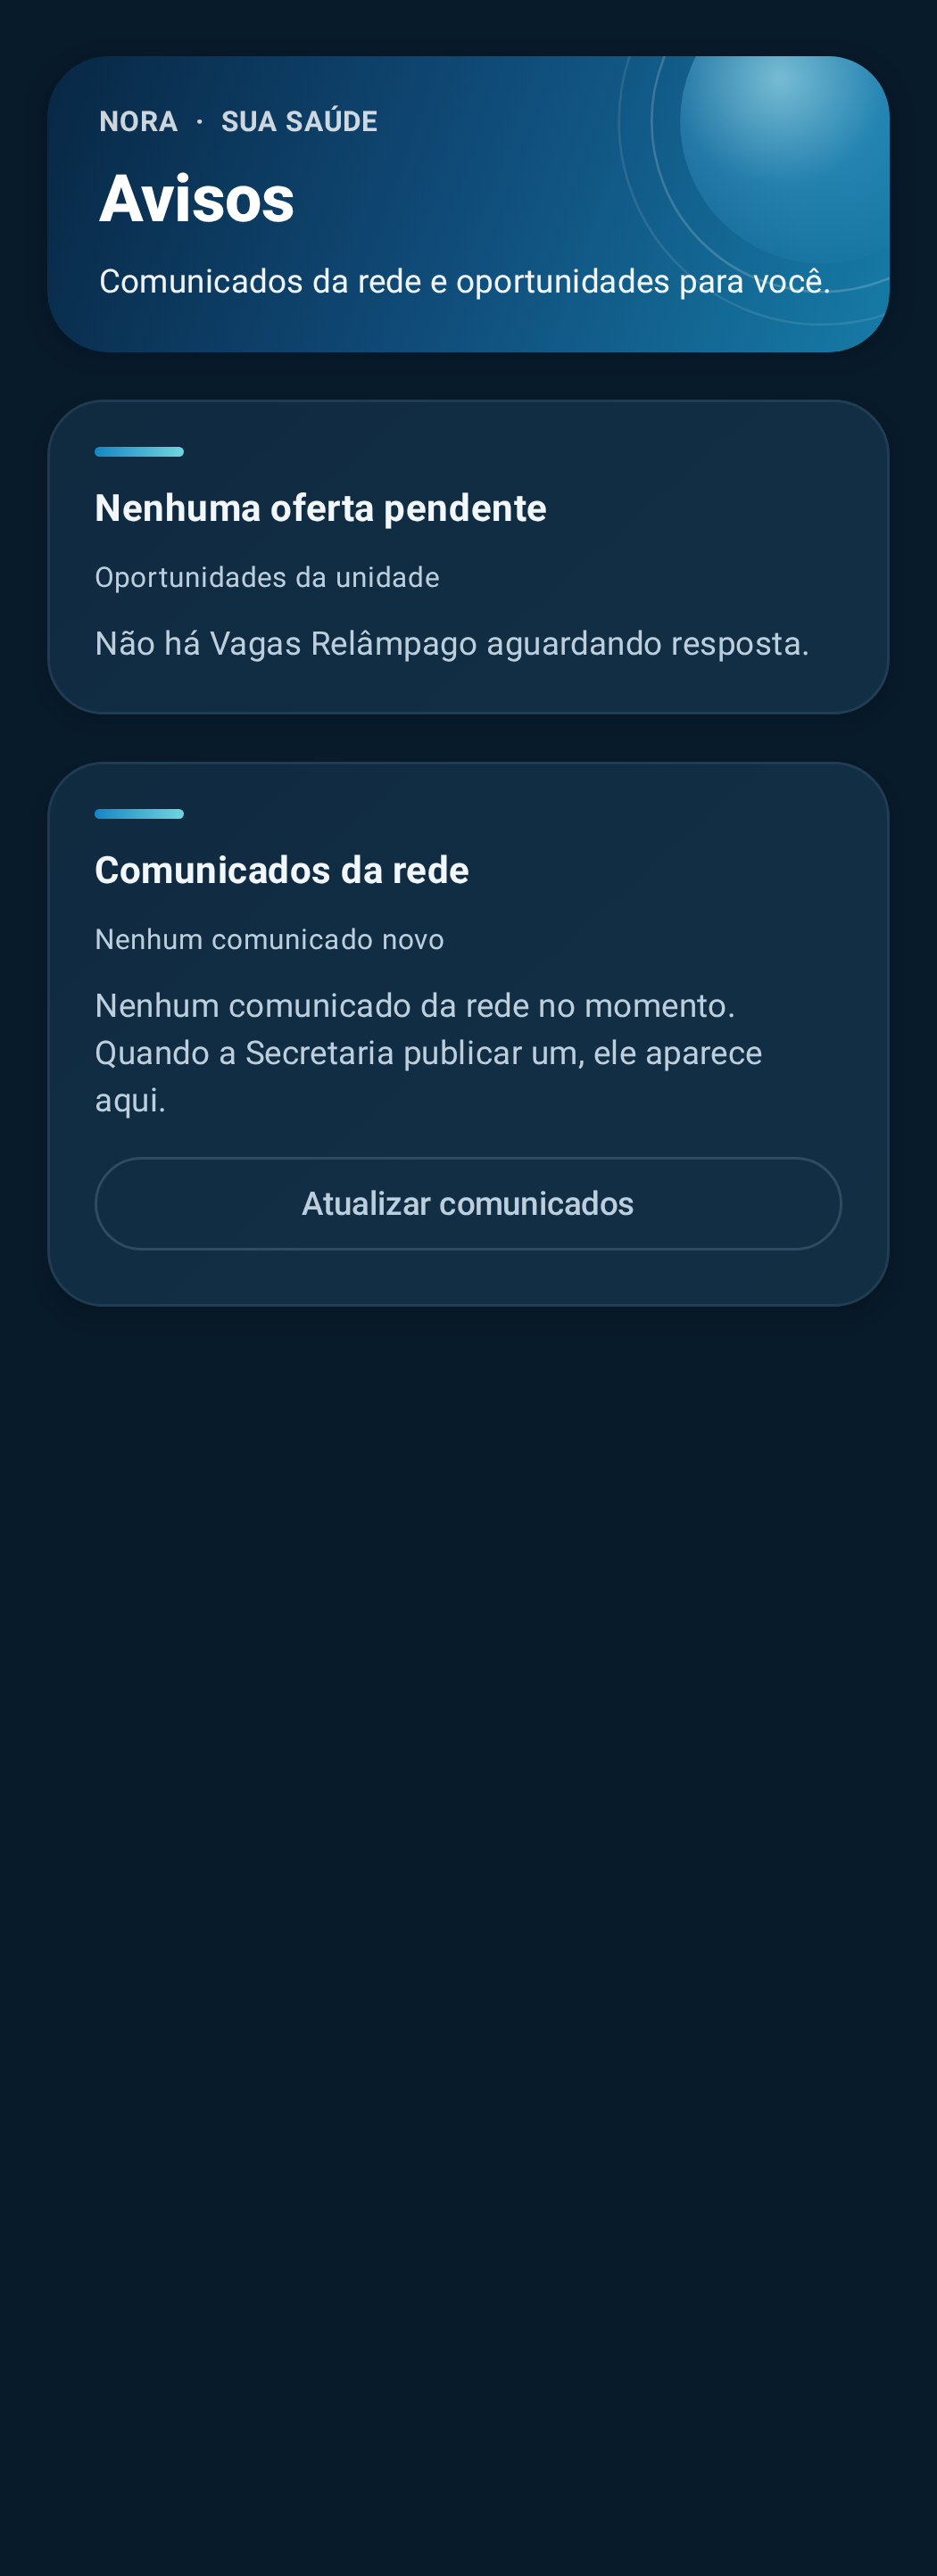 NORA · SUA SAÚDE
Avisos
Comunicados da rede e oportunidades para você.
Nenhuma oferta pendente
Oportunidades da unidade
Não há Vagas Relâmpago aguardando resposta.
Comunicados da rede
Nenhum comunicado novo
Nenhum comunicado da rede no momento.
Quando a Secretaria publicar um, ele aparece
aqui.
Atualizar comunicados